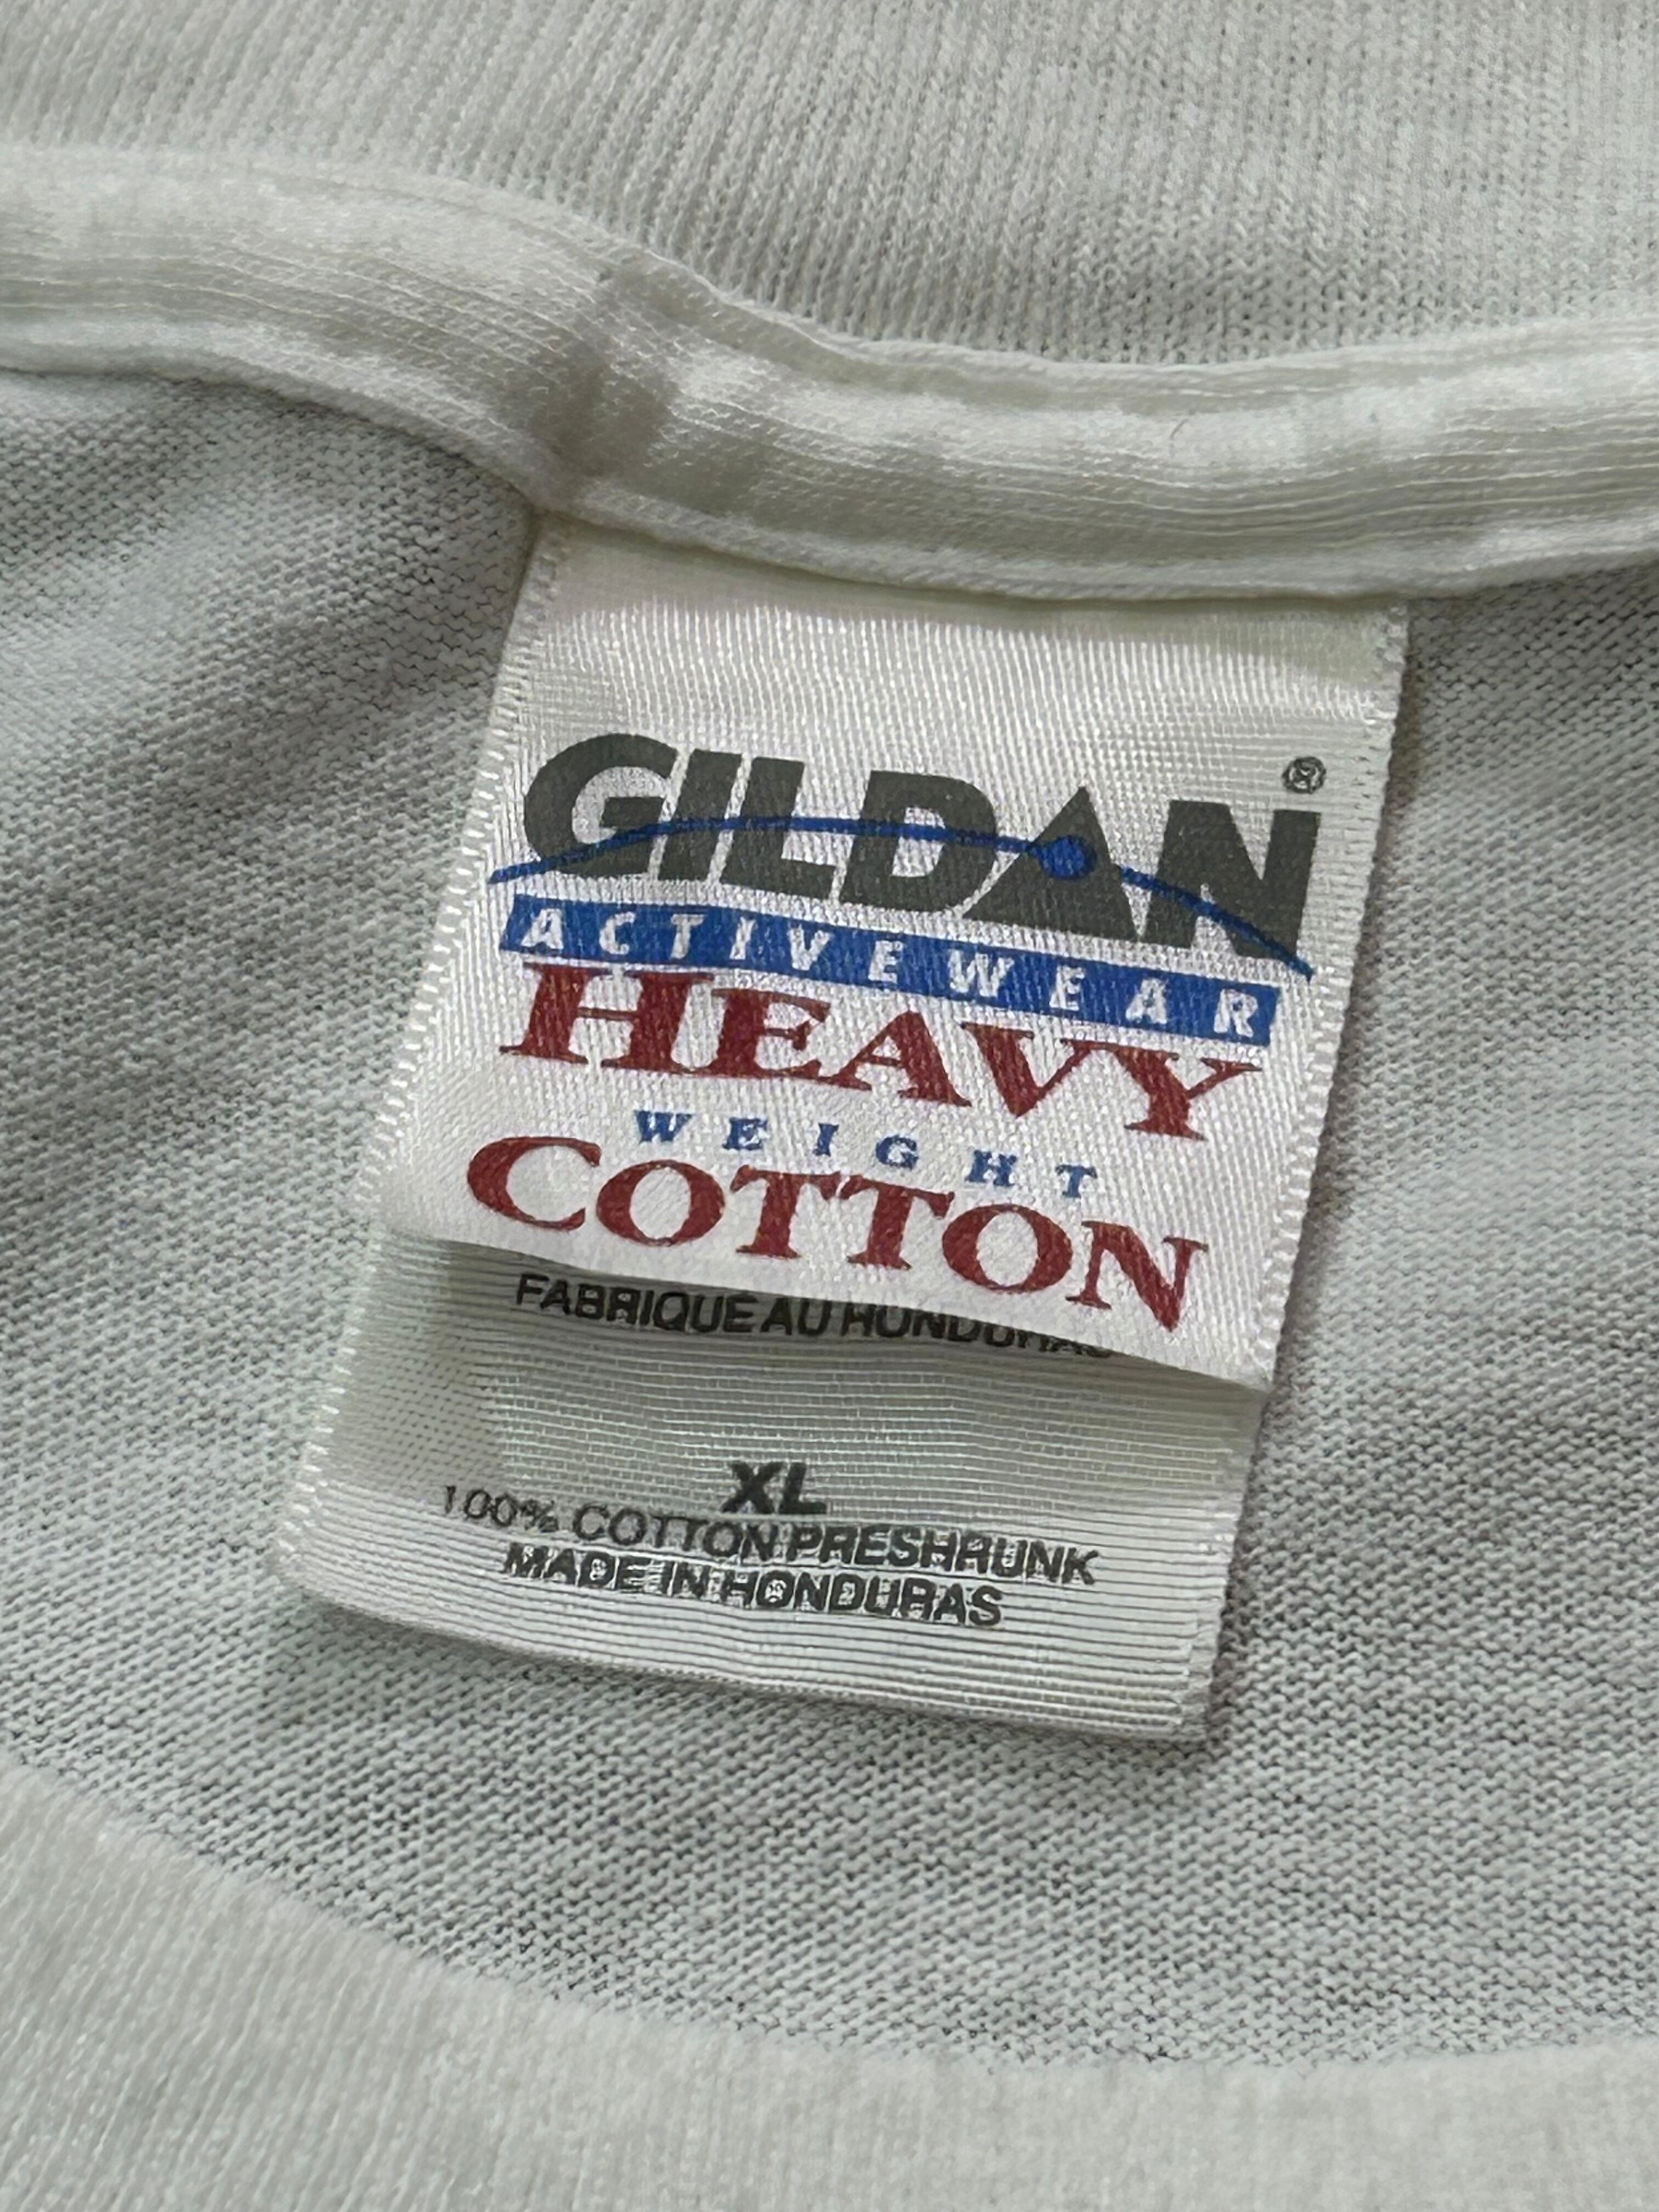 GILDAN®
ACTIVEWEAR
HEAVY
WEIGHT
COTTON
FABRIQUE AU HONDURAS
XL
100% COTTON PRESHRUNK
MADE IN HONDURAS